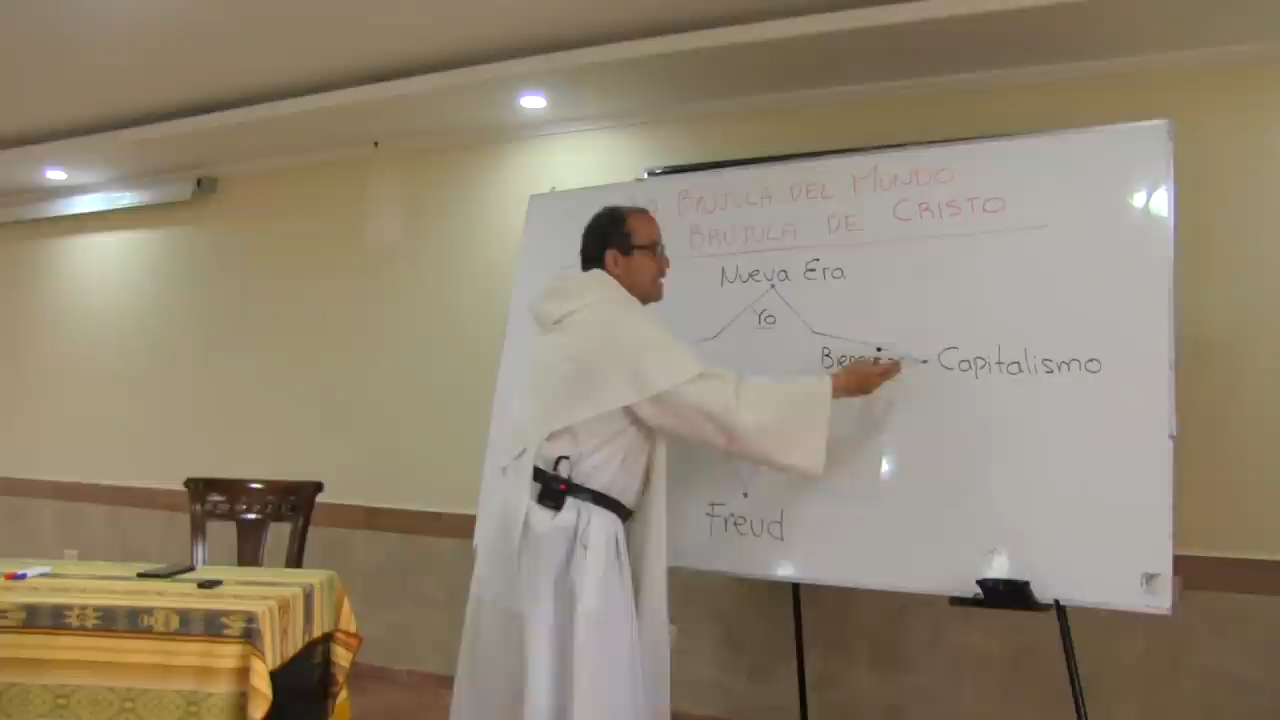 BRUJULA DEL MUNDO
BRUJULA DE CRISTO
Nueva Era
Yo
Capitalismo
Freud